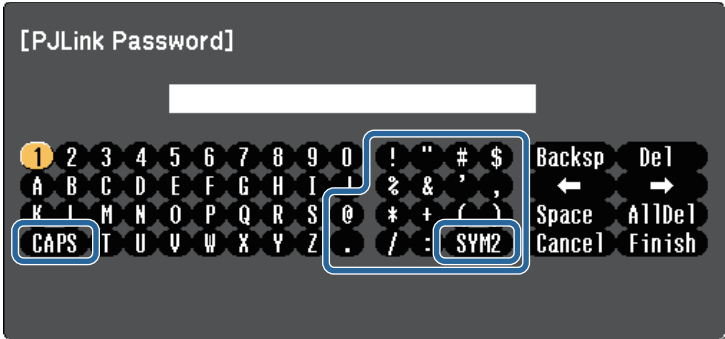 [PJLink Password]
1 2 3 4 5 6 7 8 9 0 ! " # $ Backsp Del
A B C D E F G H I J % & ' , ← →
K L M N O P Q R S @ * + ( ) Space AllDel
CAPS T U V W X Y Z . / : SYM2 Cancel Finish